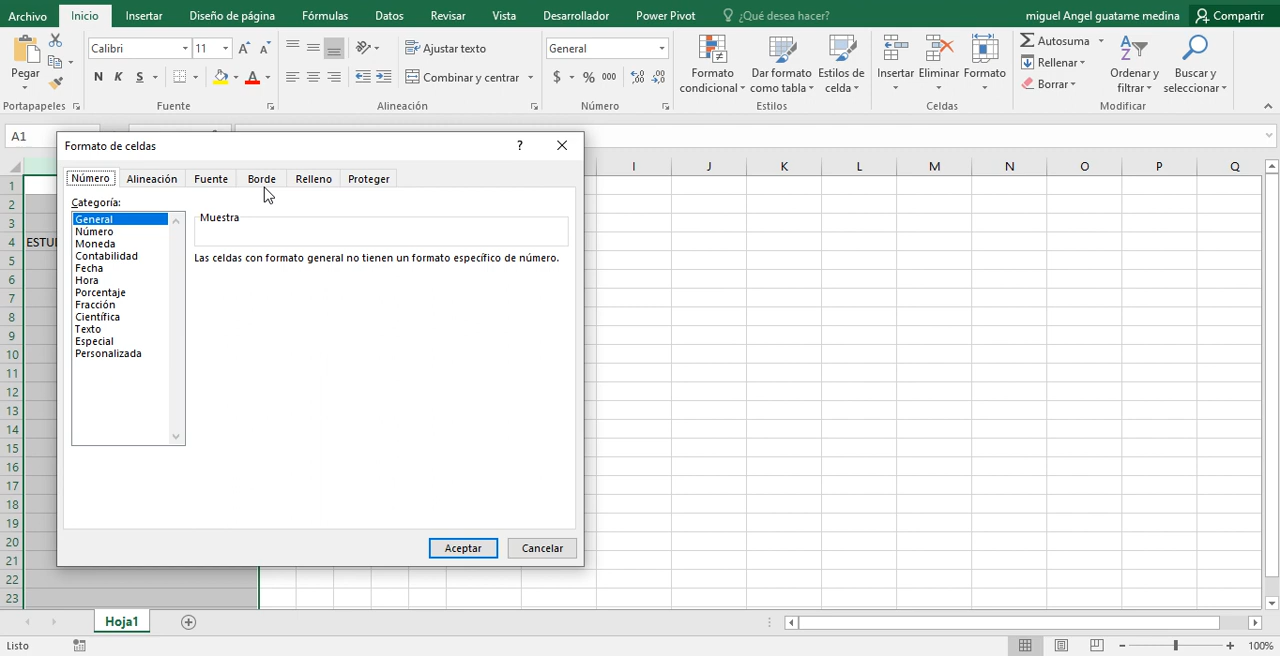 Archivo Inicio Insertar Diseño de página Fórmulas Datos Revisar Vista Desarrollador Power Pivot ¿Qué desea hacer? miguel Angel guatame medina Compartir
Pegar
Calibri 11
N K S
Ajustar texto
Combinar y centrar
General
$ % 000
Formato condicional
Dar formato como tabla
Estilos de celda
Insertar Eliminar Formato
Autosuma
Rellenar
Borrar
Ordenar y filtrar
Buscar y seleccionar
Portapapeles Fuente Alineación Número Estilos Celdas Modificar
A1
Formato de celdas ?
Número Alineación Fuente Borde Relleno Proteger
Categoría:
General
Número
Moneda
Contabilidad
Fecha
Hora
Porcentaje
Fracción
Científica
Texto
Especial
Personalizada
Muestra
Las celdas con formato general no tienen un formato específico de número.
Aceptar Cancelar
I J K L M N O P Q
1
2
3
4
5
6
7
8
9
10
11
12
13
14
15
16
17
18
19
20
21
22
23
Hoja1
Listo 100%